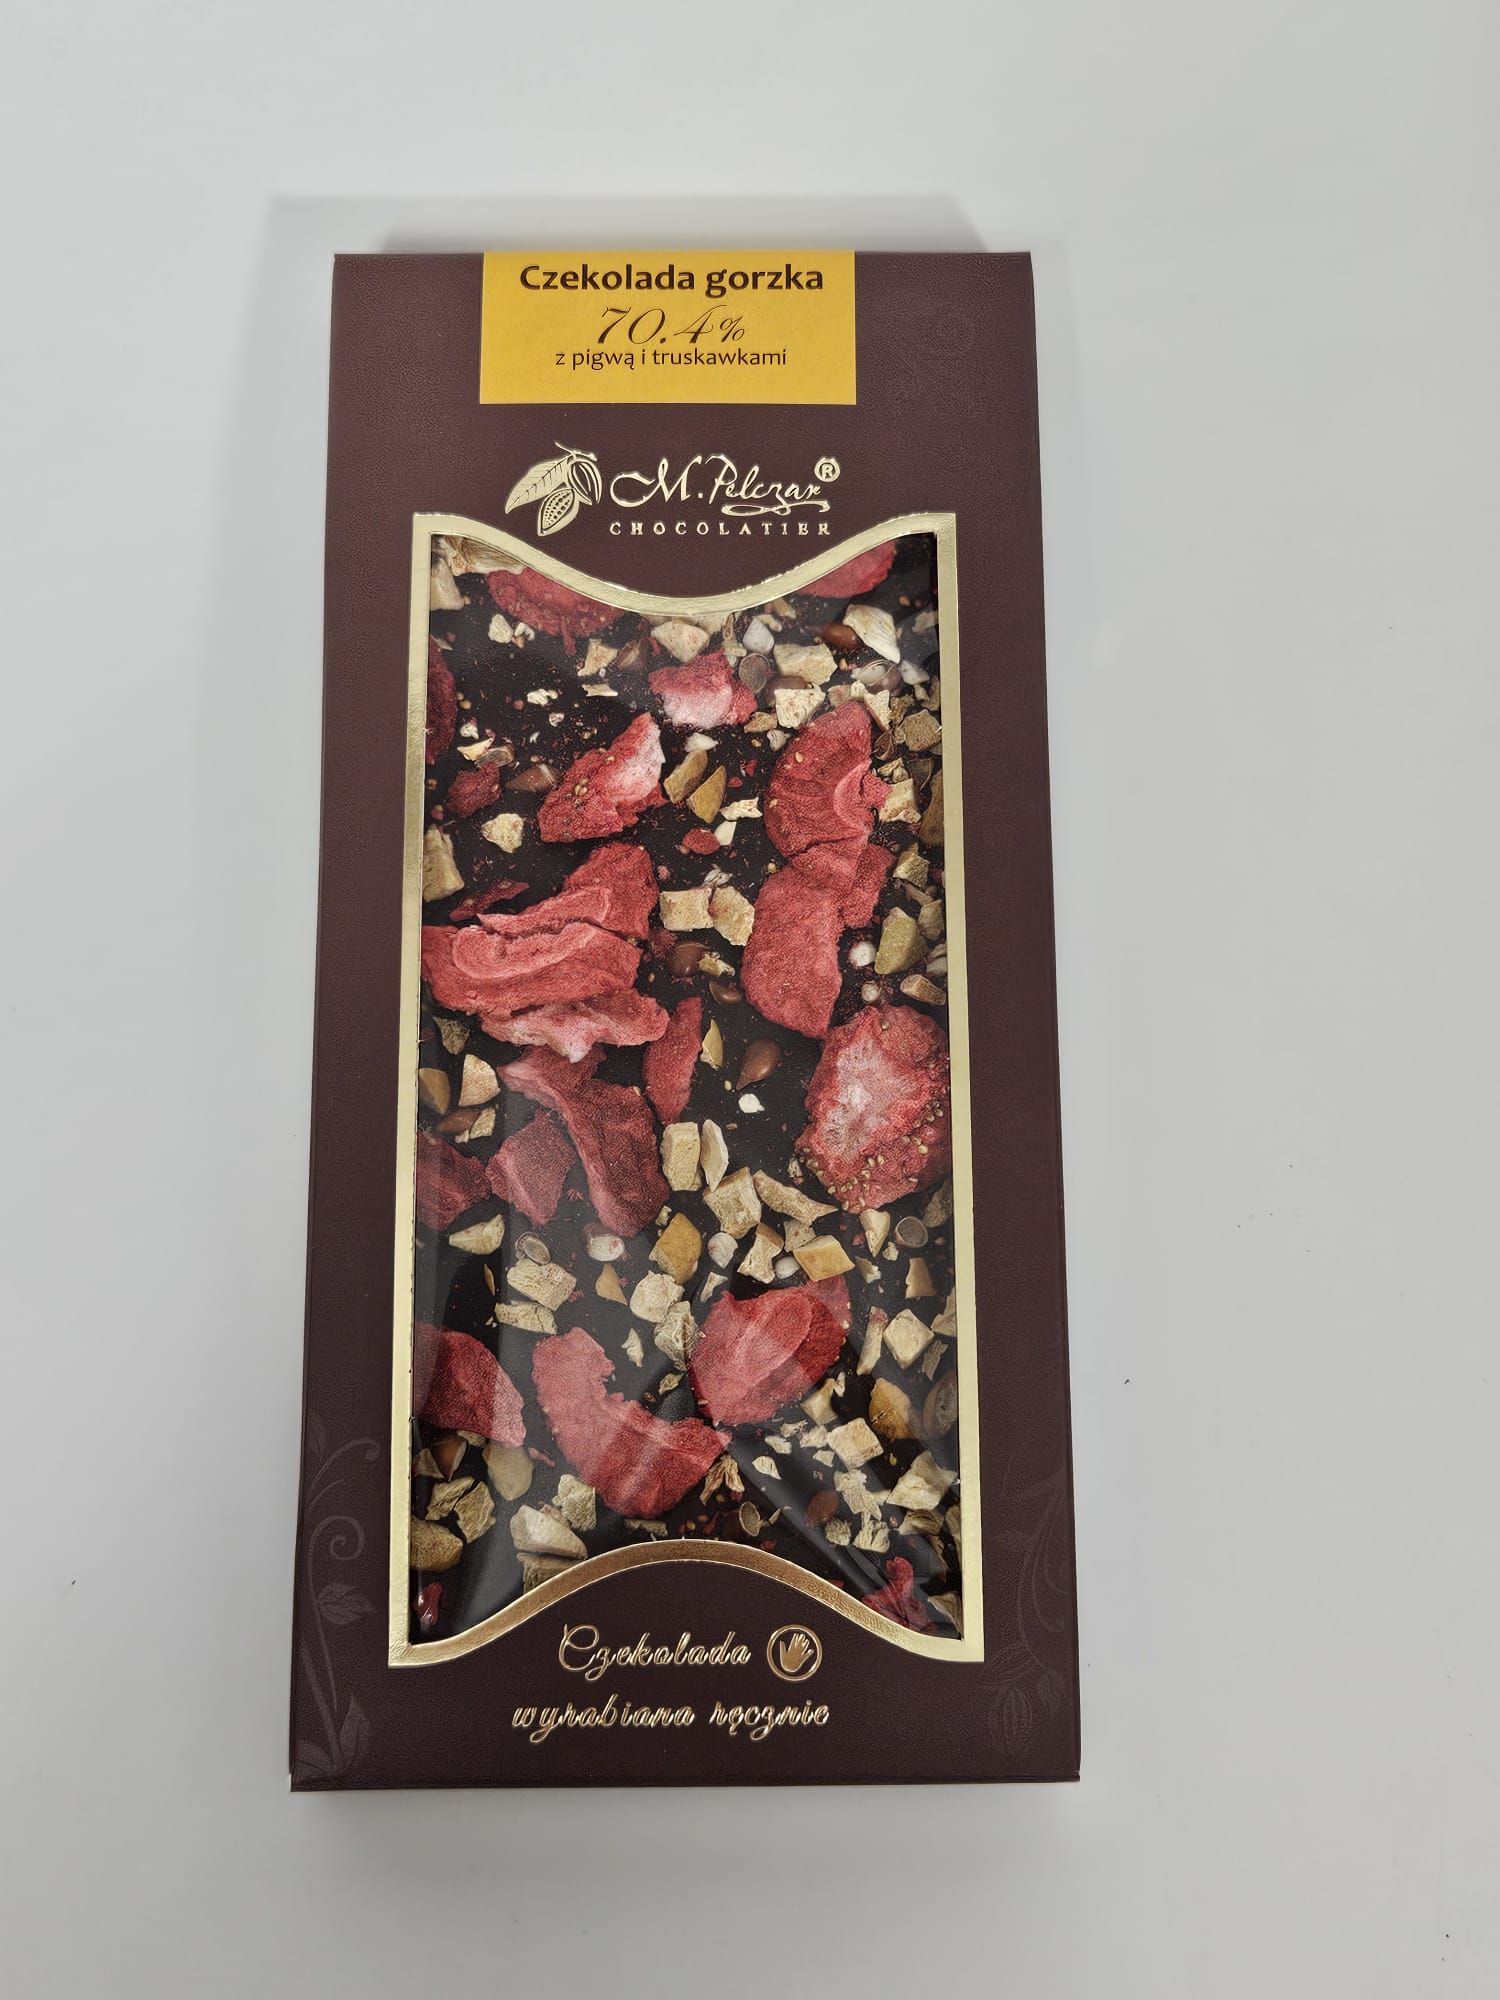 Czekolada gorzka
70.4%
z pigwą i truskawkami
M. Pelczar®
CHOCOLATIER
Czekolada
wyrabiana ręcznie